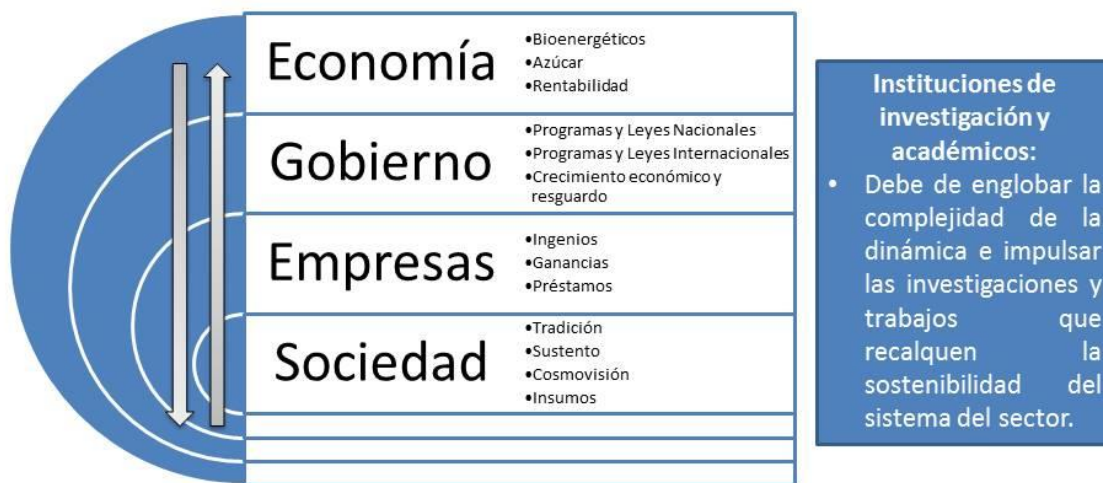 Economía
•Bioenergéticos
•Azúcar
•Rentabilidad
Gobierno
•Programas y Leyes Nacionales
•Programas y Leyes Internacionales
•Crecimiento económico y
resguardo
Empresas
•Ingenios
•Ganancias
•Préstamos
Sociedad
•Tradición
•Sustento
•Cosmovisión
•Insumos
Instituciones de
investigación y
académicos:
• Debe de englobar la
complejidad de la
dinámica e impulsar
las investigaciones y
trabajos que
recalquen la
sostenibilidad del
sistema del sector.